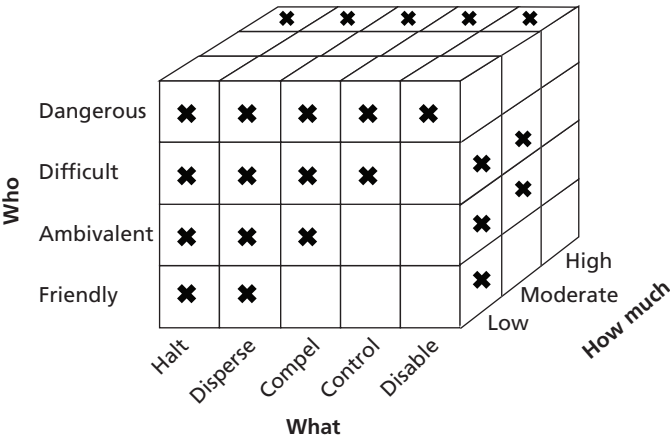 Who
Dangerous
Difficult
Ambivalent
Friendly
Halt
Disperse
Compel
Control
Disable
What
Low
Moderate
High
How much